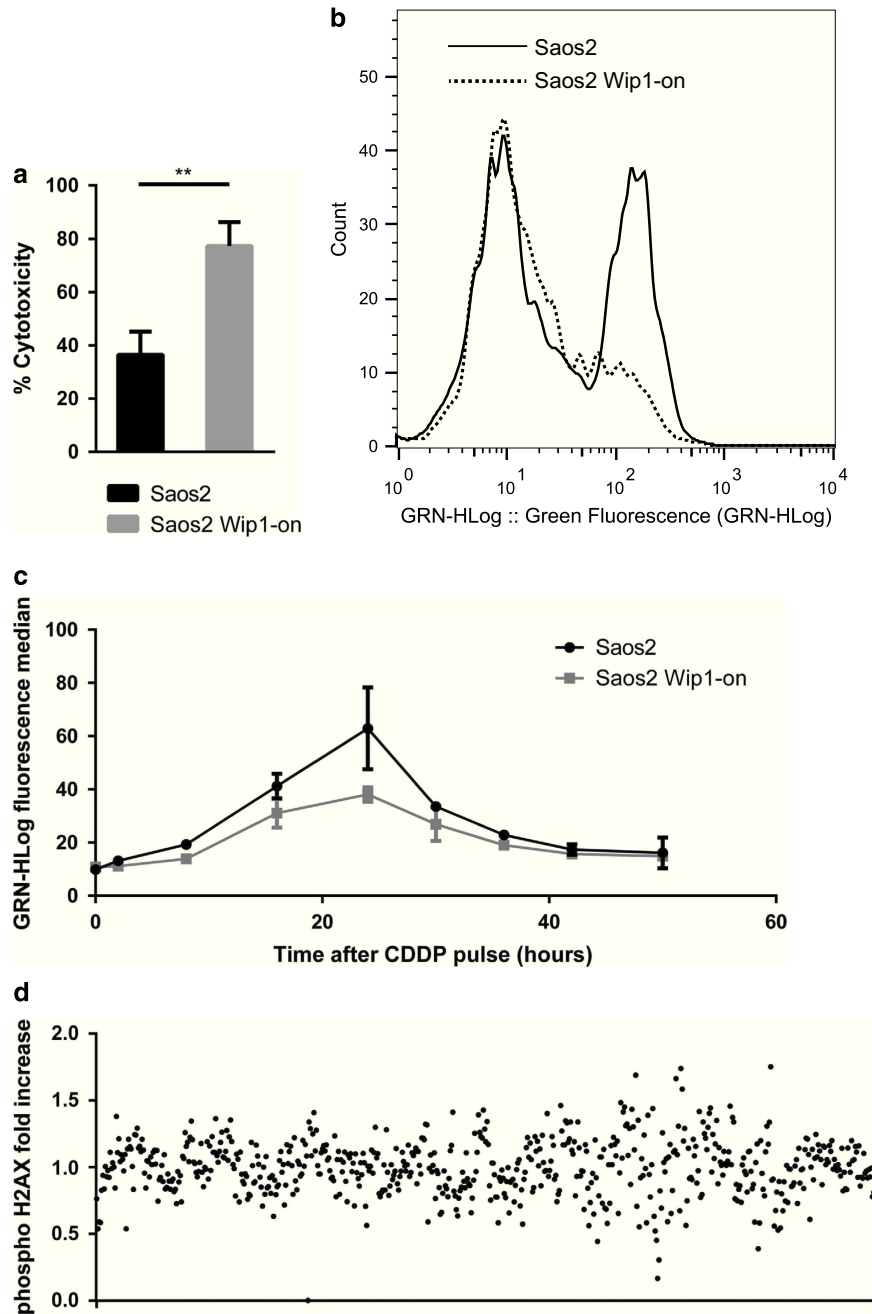 a
**
% Cytotoxicity
100
80
60
40
20
0
Saos2
Saos2 Wip1-on
b
Saos2
Saos2 Wip1-on
Count
50
40
30
20
10
0
10^0 10^1 10^2 10^3 10^4
GRN-HLog :: Green Fluorescence (GRN-HLog)
c
GRN-HLog fluorescence median
100
80
60
40
20
0
Saos2
Saos2 Wip1-on
0 20 40 60
Time after CDDP pulse (hours)
d
phospho H2AX fold increase
2.0
1.5
1.0
0.5
0.0